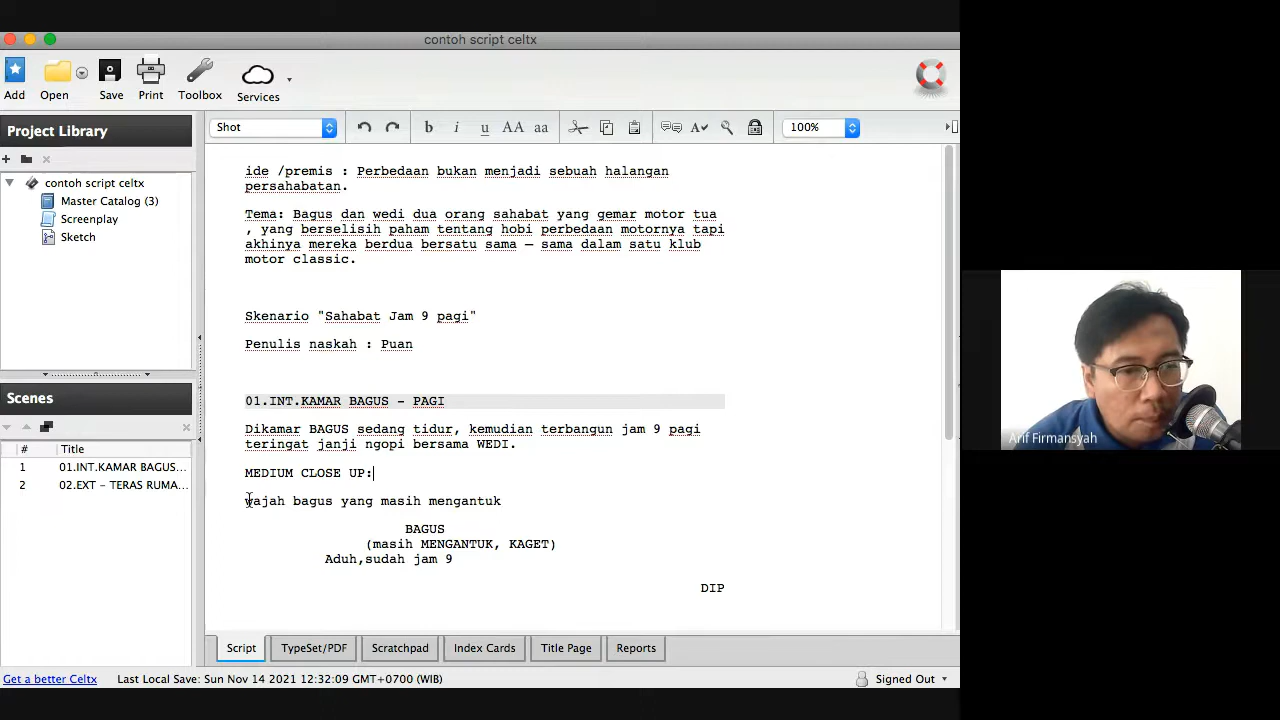 contoh script celtx
Add
Open
Save
Print
Toolbox
Services
Project Library
Shot
b i u AA aa
A
100%
contoh script celtx
Master Catalog (3)
Screenplay
Sketch
ide /premis : Perbedaan bukan menjadi sebuah halangan
persahabatan.
Tema: Bagus dan wedi dua orang sahabat yang gemar motor tua
, yang berselisih paham tentang hobi perbedaan motornya tapi
akhinya mereka berdua bersatu sama – sama dalam satu klub
motor classic.
Skenario "Sahabat Jam 9 pagi"
Penulis naskah : Puan
01.INT.KAMAR BAGUS - PAGI
Dikamar BAGUS sedang tidur, kemudian terbangun jam 9 pagi
teringat janji ngopi bersama WEDI.
MEDIUM CLOSE UP:
wajah bagus yang masih mengantuk
BAGUS
(masih MENGANTUK, KAGET)
Aduh,sudah jam 9
DIP
Scenes
# Title
1 01.INT.KAMAR BAGUS...
2 02.EXT - TERAS RUMA...
Script
TypeSet/PDF
Scratchpad
Index Cards
Title Page
Reports
Get a better Celtx
Last Local Save: Sun Nov 14 2021 12:32:09 GMT+0700 (WIB)
Signed Out
Arif Firmansyah